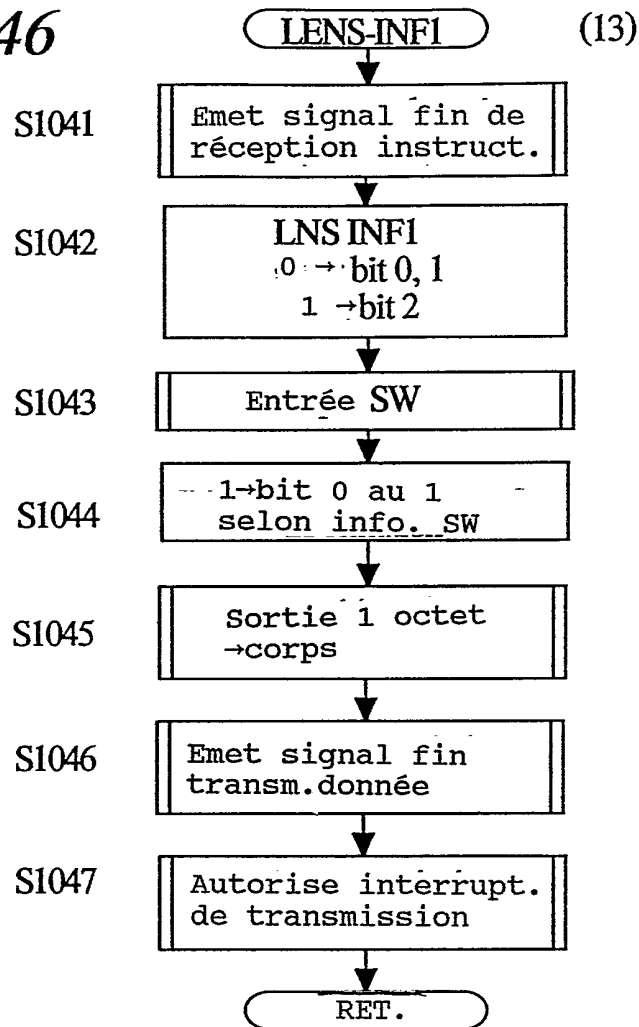 46
LENS-INF1
(13)
S1041
Emet signal fin de
réception instruct.
S1042
LNS INF1
0 → bit 0, 1
1 → bit 2
S1043
Entrée SW
S1044
1→bit 0 au 1
selon info. SW
S1045
Sortie 1 octet
→corps
S1046
Emet signal fin
transm.donnée
S1047
Autorise interrupt.
de transmission
RET.